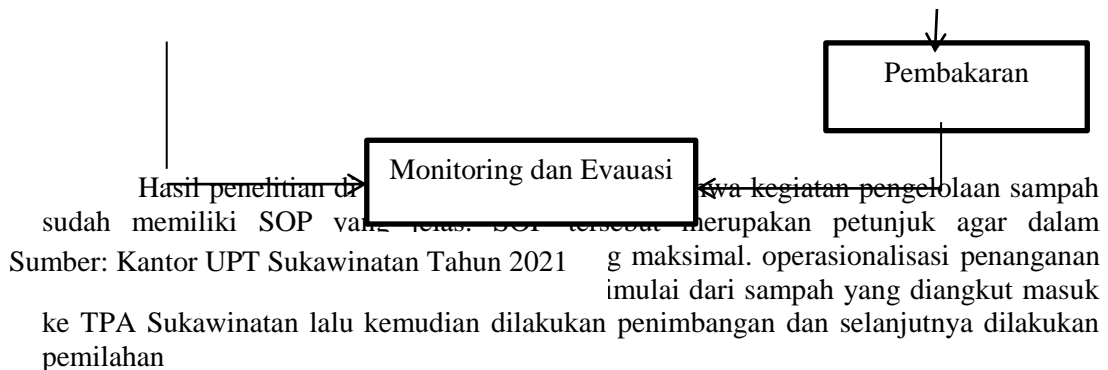 Pembakaran
Monitoring dan Evauasi
Hasil penelitian di kegiatan pengelolaan sampah
sudah memiliki SOP merupakan petunjuk agar dalam
Sumber: Kantor UPT Sukawinatan Tahun 2021
maksimal. operasionalisasi penanganan
sampah yang diangkut masuk
ke TPA Sukawinatan lalu kemudian dilakukan penimbangan dan selanjutnya dilakukan
pemilahan